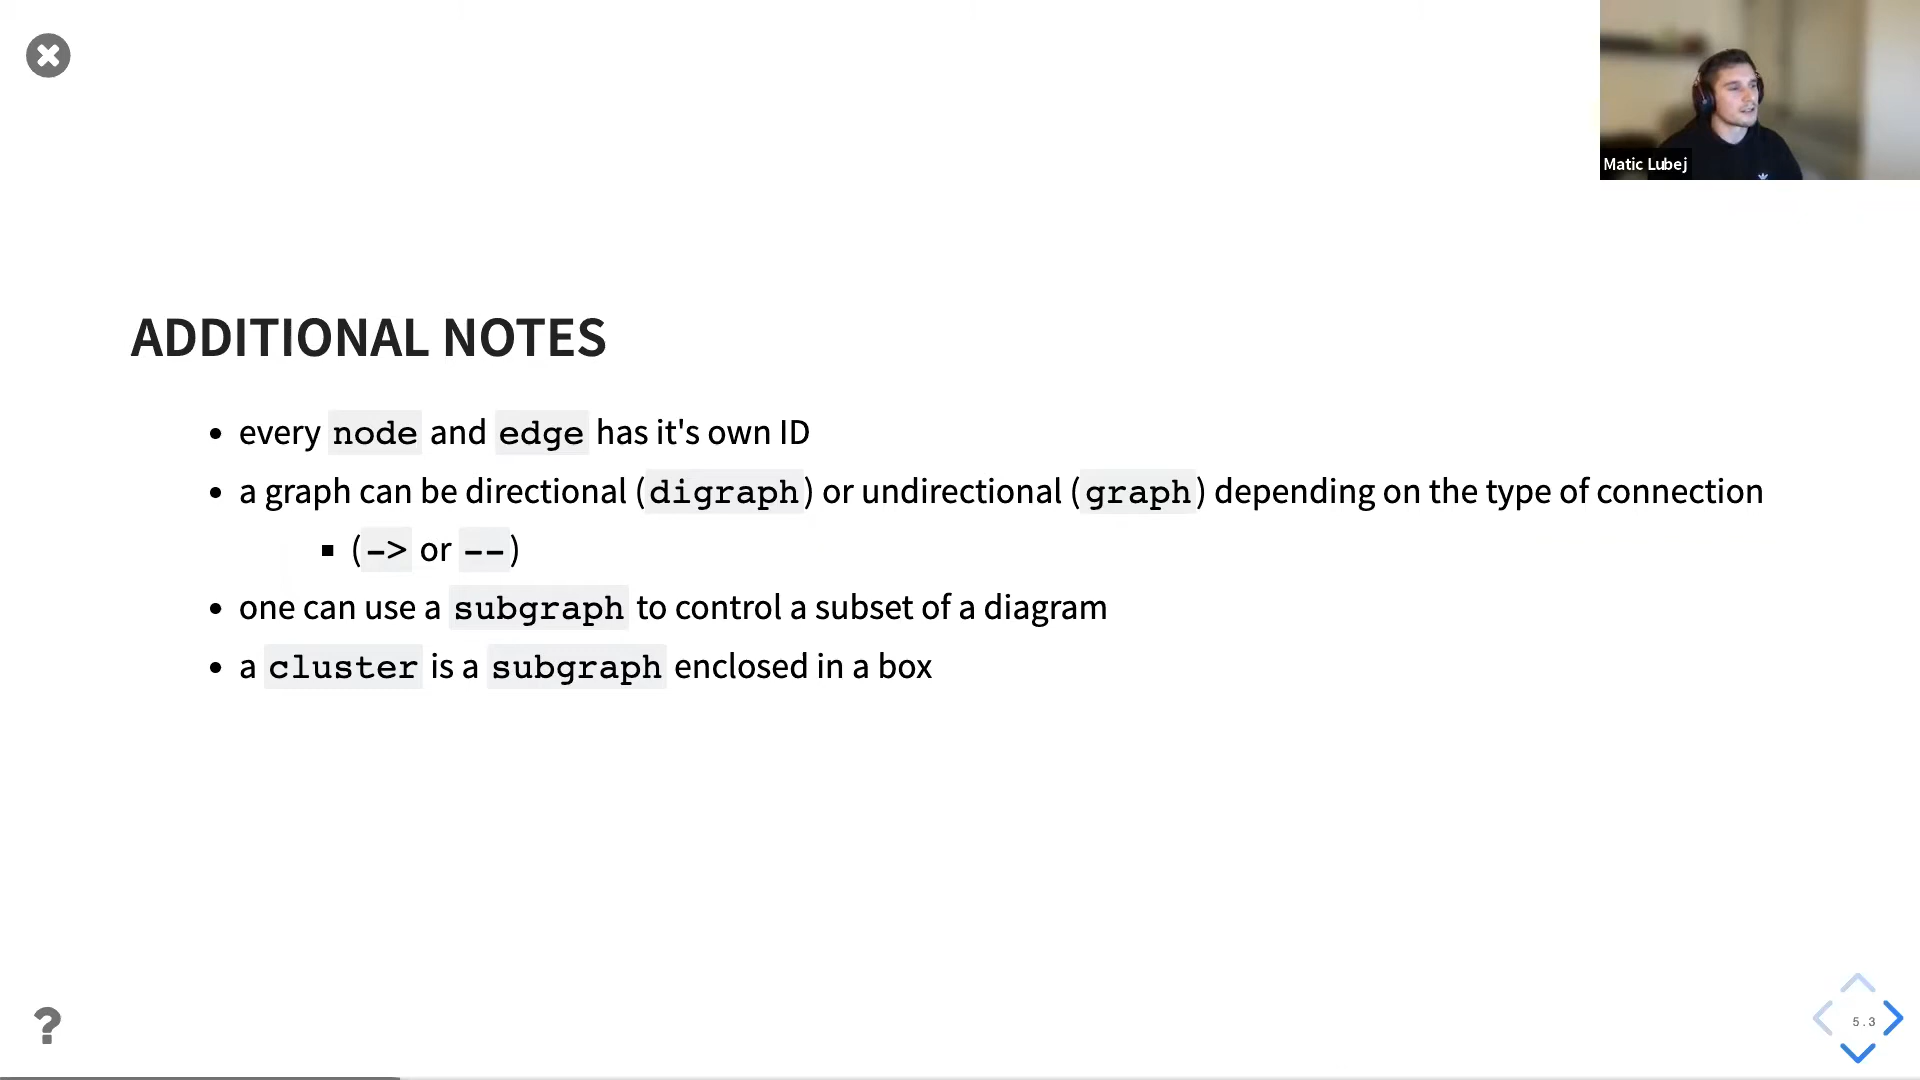 Matic Lubej
ADDITIONAL NOTES
• every node and edge has it's own ID
• a graph can be directional (digraph) or undirectional (graph) depending on the type of connection
▪ (-> or --)
• one can use a subgraph to control a subset of a diagram
• a cluster is a subgraph enclosed in a box
?
5.3